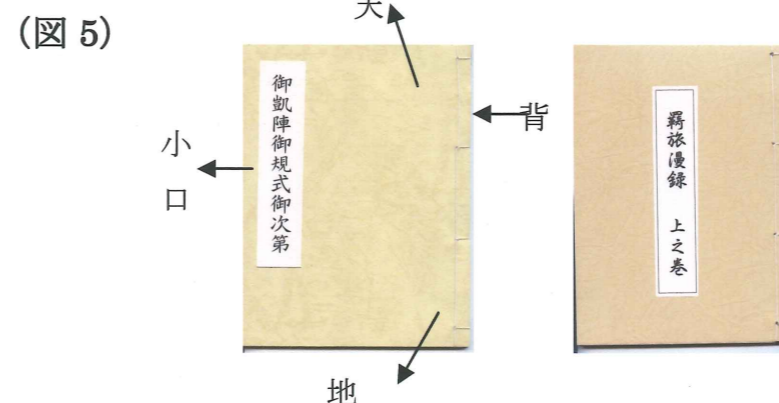 (図 5)
天
背
小
口
地
御凱陣御規式御次第
羇旅漫録 上之巻